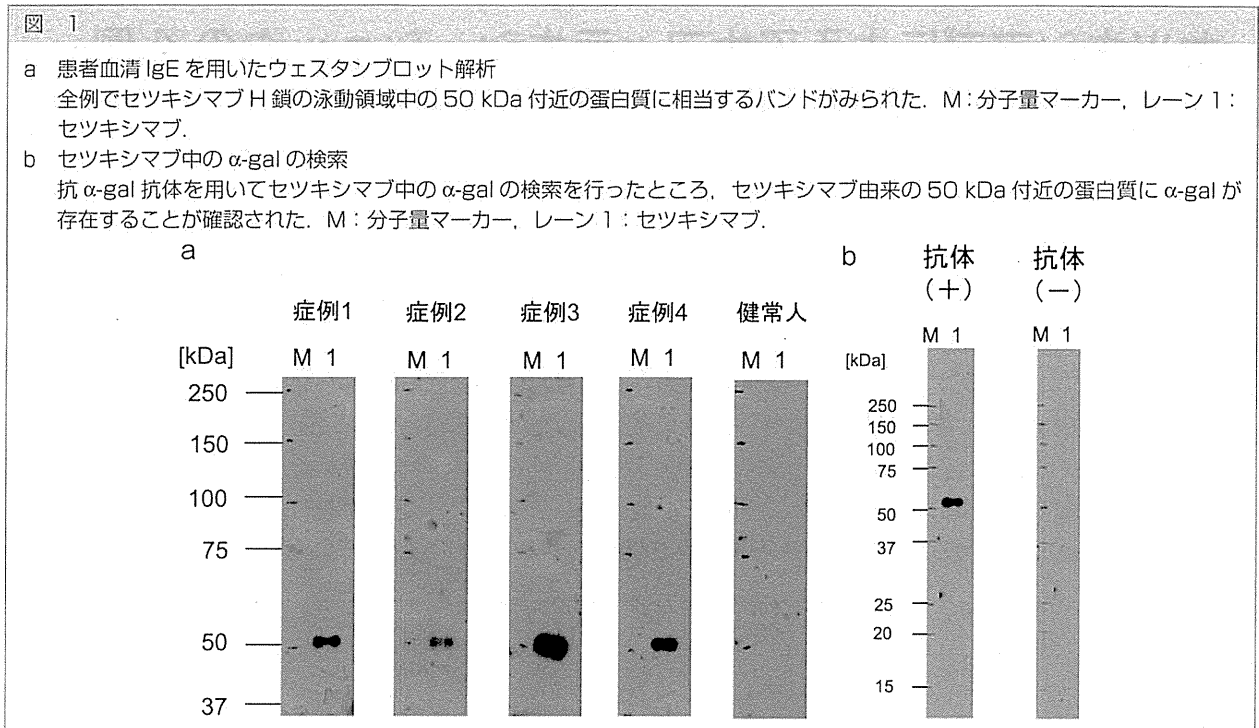 図 1
a 患者血清 IgE を用いたウェスタンブロット解析
全例でセツキシマブ H 鎖の泳動領域中の 50 kDa 付近の蛋白質に相当するバンドがみられた．M：分子量マーカー，レーン 1：
セツキシマブ．
b セツキシマブ中の α-gal の検索
抗 α-gal 抗体を用いてセツキシマブ中の α-gal の検索を行ったところ，セツキシマブ由来の 50 kDa 付近の蛋白質に α-gal が
存在することが確認された．M：分子量マーカー，レーン 1：セツキシマブ．
a
症例1 症例2 症例3 症例4 健常人
[kDa] M 1 M 1 M 1 M 1 M 1
250
150
100
75
50
37
b
抗体 抗体
（＋） （－）
M 1 M 1
[kDa]
250
150
100
75
50
37
25
20
15